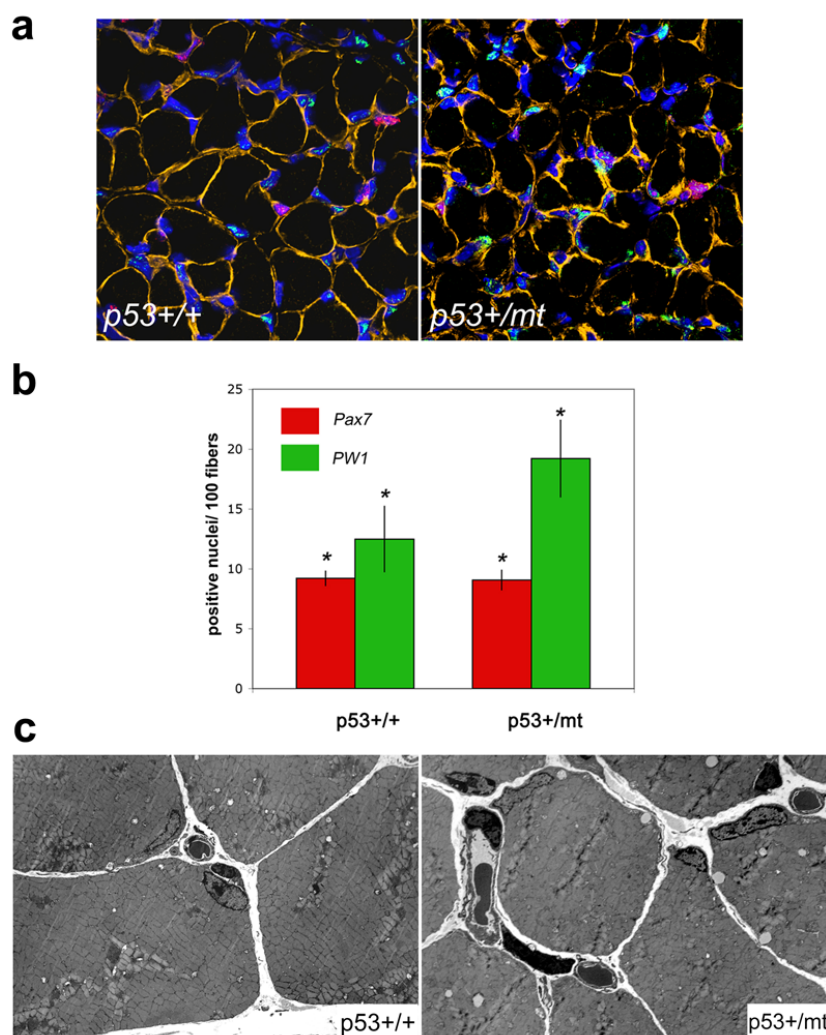 a
p53+/+
p53+/mt
b
25
20
15
10
5
0
positive nuclei/ 100 fibers
Pax7
PW1
*
*
*
*
p53+/+
p53+/mt
c
p53+/+
p53+/mt